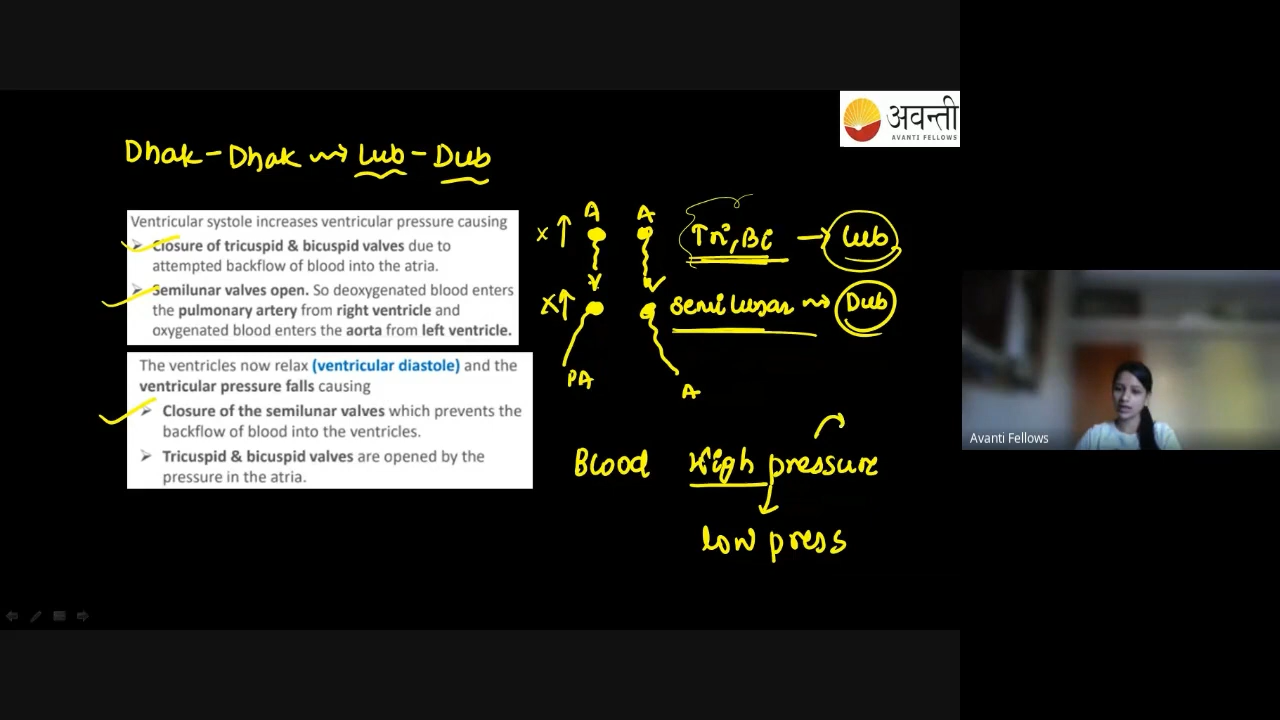 अवन्ती
AVANTI FELLOWS
Dhak - Dhak → Lub - Dub
Ventricular systole increases ventricular pressure causing
➢ Closure of tricuspid & bicuspid valves due to
attempted backflow of blood into the atria.
➢ Semilunar valves open. So deoxygenated blood enters
the pulmonary artery from right ventricle and
oxygenated blood enters the aorta from left ventricle.
The ventricles now relax (ventricular diastole) and the
ventricular pressure falls causing
➢ Closure of the semilunar valves which prevents the
backflow of blood into the ventricles.
➢ Tricuspid & bicuspid valves are opened by the
pressure in the atria.
A A
x ↑ Tri, BC → Lub
x ↑ Semilunar → Dub
PA A
Blood High pressure
↓
low press
Avanti Fellows